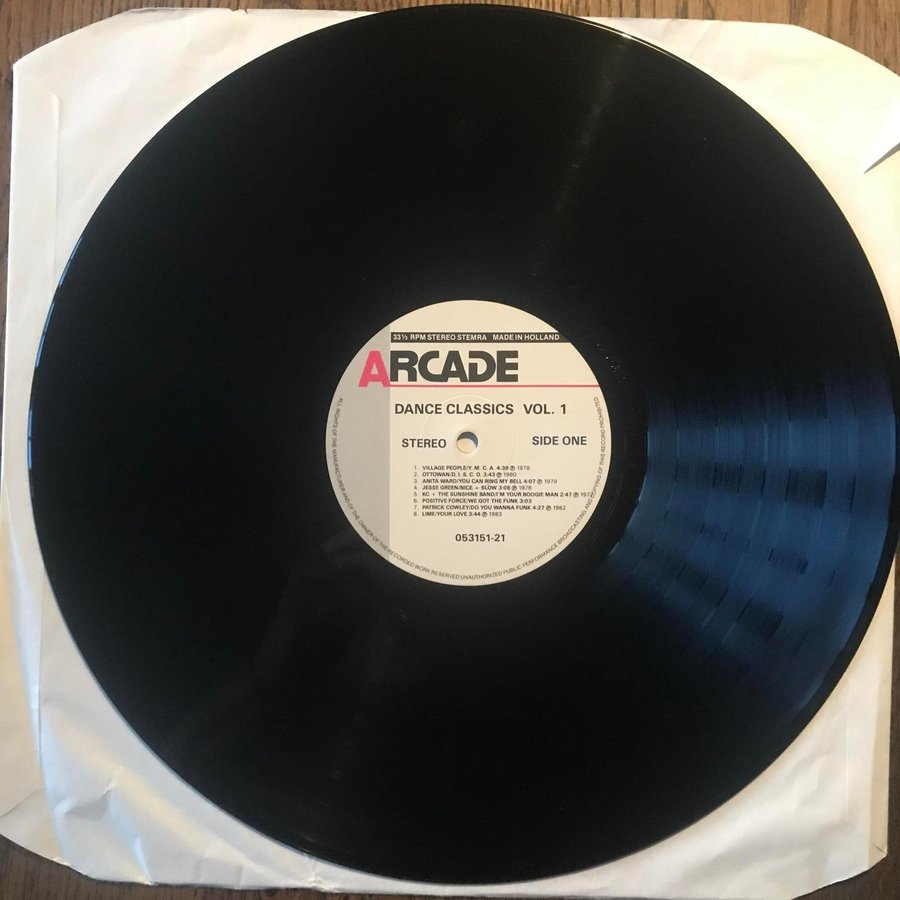 33⅓ RPM STEREO STEMRA MADE IN HOLLAND
ARCADE
DANCE CLASSICS VOL. 1
STEREO
SIDE ONE
1. VILLAGE PEOPLE/Y. M. C. A. 4:39 ℗ 1978
2. OTTOWAN/D. I. S. C. O. 3:43 ℗ 1980
3. ANITA WARD/YOU CAN RING MY BELL 4:07 ℗ 1979
4. JESSE GREEN/NICE + SLOW 3:06 ℗ 1976
5. KC + THE SUNSHINE BAND/I'M YOUR BOOGIE MAN 2:47 ℗ 1977
6. POSITIVE FORCE/WE GOT THE FUNK 3:03
7. PATRICK COWLEY/DO YOU WANNA FUNK 4:27 ℗ 1982
8. LIME/YOUR LOVE 3:44 ℗ 1983
053151-21
ALL RIGHTS OF THE MANUFACTURER AND OF THE OWNER OF THE RECORDED WORK RESERVED UNAUTHORIZED PUBLIC PERFORMANCE BROADCASTING AND COPYING OF THIS RECORD PROHIBITED